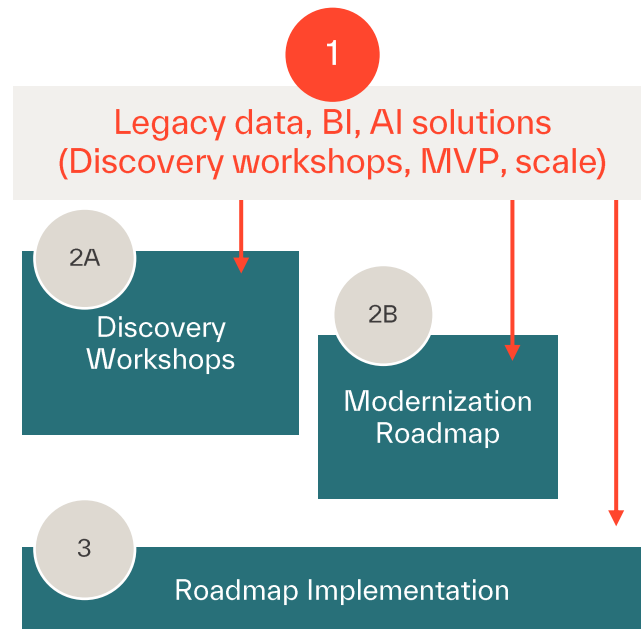 1
Legacy data, BI, AI solutions
(Discovery workshops, MVP, scale)
2A
Discovery
Workshops
2B
Modernization
Roadmap
3
Roadmap Implementation